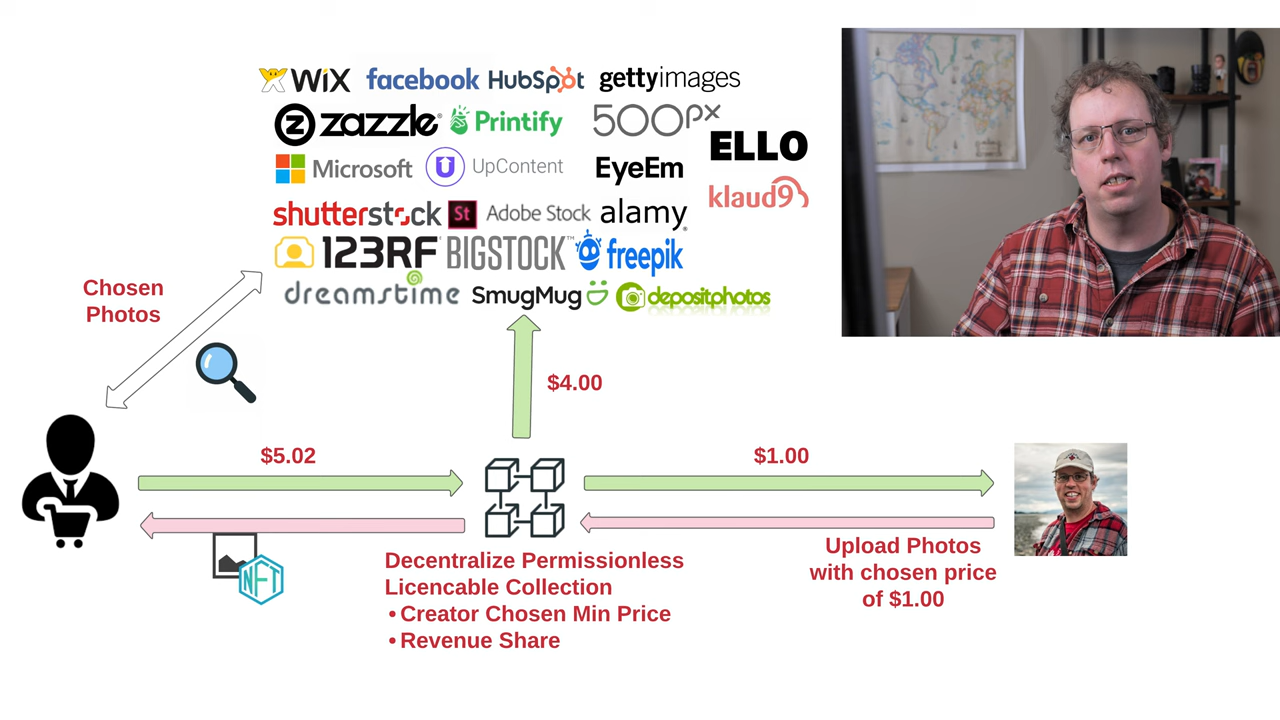 WiX facebook HubSpot gettyimages
zazzle Printify 500px
ELLO
Microsoft UpContent EyeEm
klaud9
shutterstock St Adobe Stock alamy
123RF BIGSTOCK™ freepik
dreamstime SmugMug depositphotos
Chosen
Photos
$4.00
$5.02
$1.00
NFT
Decentralize Permissionless
Licencable Collection
• Creator Chosen Min Price
• Revenue Share
Upload Photos
with chosen price
of $1.00